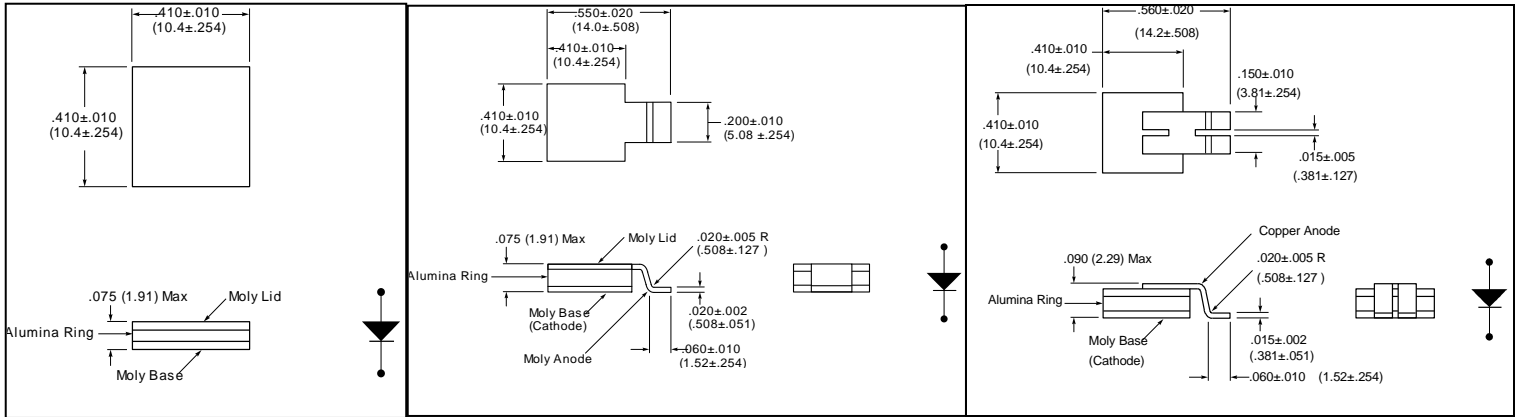 .410±.010
(10.4±.254)
.410±.010
(10.4±.254)
.075 (1.91) Max
Moly Lid
Alumina Ring
Moly Base
.550±.020
(14.0±.508)
.410±.010
(10.4±.254)
.410±.010
(10.4±.254)
.200±.010
(5.08 ±.254)
.075 (1.91) Max
Moly Lid
.020±.005 R
(.508±.127 )
Alumina Ring
Moly Base
(Cathode)
.020±.002
(.508±.051)
Moly Anode
.060±.010
(1.52±.254)
.560±.020
(14.2±.508)
.410±.010
(10.4±.254)
.150±.010
(3.81±.254)
.410±.010
(10.4±.254)
.015±.005
(.381±.127)
Copper Anode
.090 (2.29) Max
.020±.005 R
(.508±.127 )
Alumina Ring
Moly Base
(Cathode)
.015±.002
(.381±.051)
.060±.010 (1.52±.254)